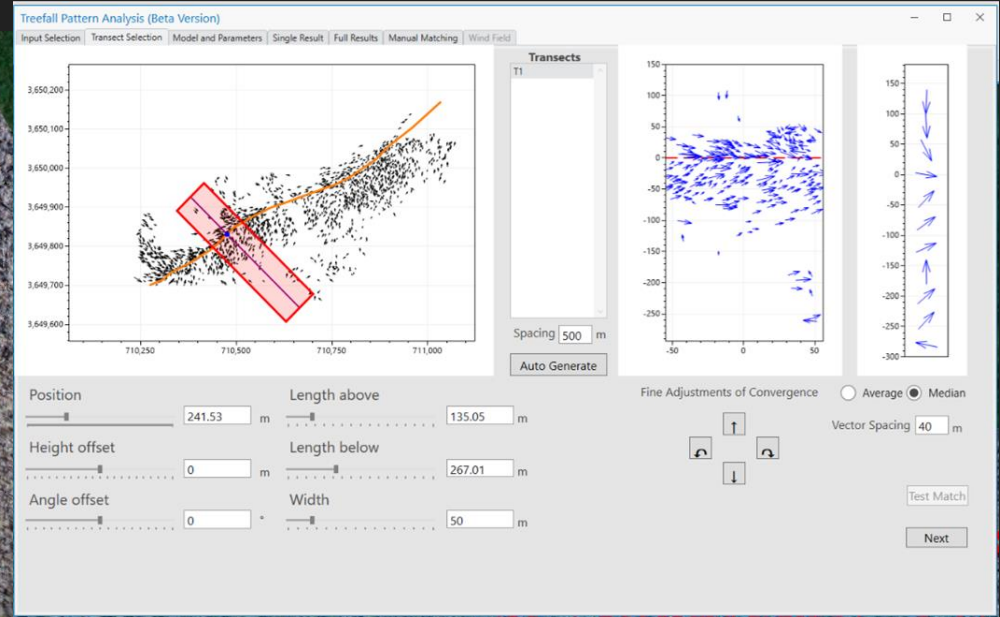 Treefall Pattern Analysis (Beta Version)
Input Selection Transect Selection Model and Parameters Single Result Full Results Manual Matching Wind Field
3,650,200
3,650,100
3,650,000
3,649,900
3,649,800
3,649,700
3,649,600
710,250 710,500 710,750 711,000
Transects
T1
Spacing 500 m
Auto Generate
150
100
50
0
-50
-100
-150
-200
-250
-50 0 50
150
100
50
0
-50
-100
-150
-200
-250
-300
Position
241.53 m
Height offset
0 m
Angle offset
0 °
Length above
135.05 m
Length below
267.01 m
Width
50 m
Fine Adjustments of Convergence
↑
↓
Average Median
Vector Spacing 40 m
Test Match
Next